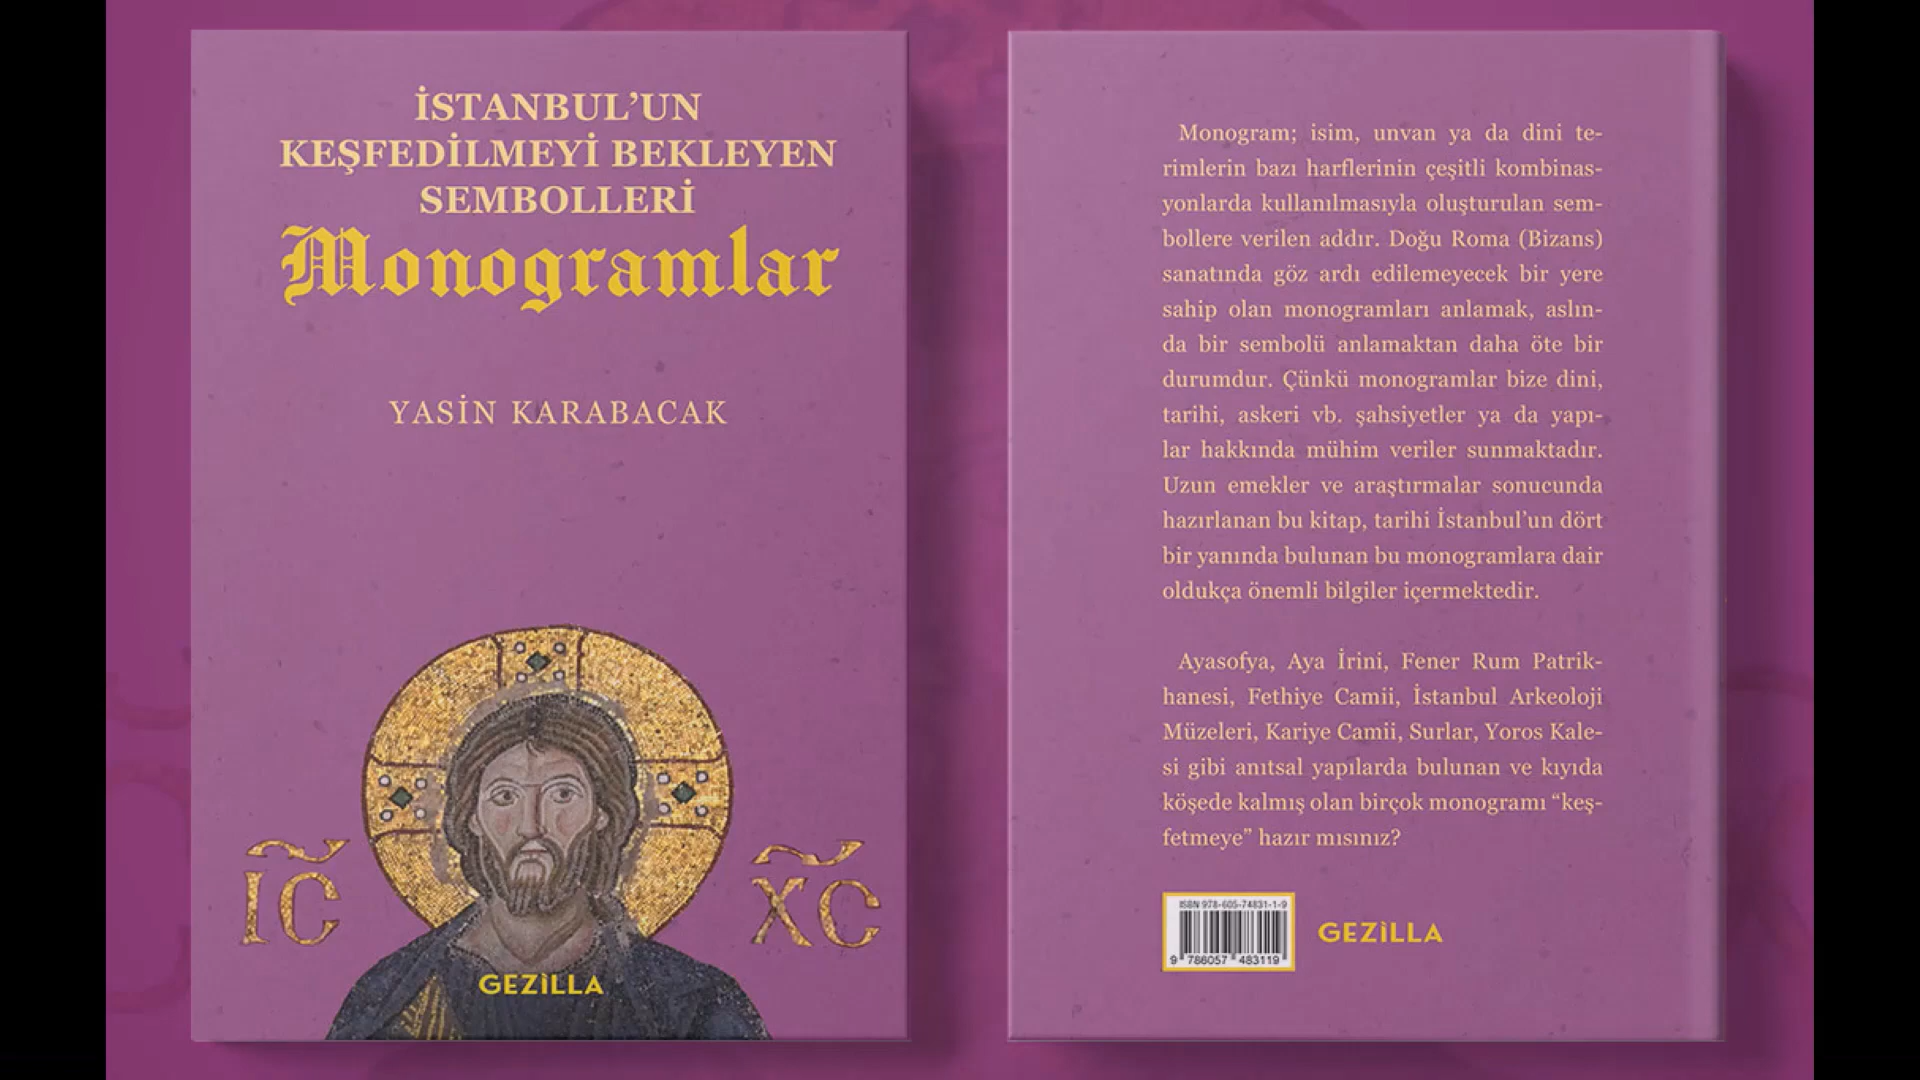 İSTANBUL’UN
KEŞFEDİLMEYİ BEKLEYEN
SEMBOLLERİ
Monogramlar
YASİN KARABACAK
IC
XC
GEZİLLA
Monogram; isim, unvan ya da dini te-
rimlerin bazı harflerinin çeşitli kombinas-
yonlarda kullanılmasıyla oluşturulan sem-
bollere verilen addır. Doğu Roma (Bizans)
sanatında göz ardı edilemeyecek bir yere
sahip olan monogramları anlamak, aslın-
da bir sembolü anlamaktan daha öte bir
durumdur. Çünkü monogramlar bize dini,
tarihi, askeri vb. şahsiyetler ya da yapı-
lar hakkında mühim veriler sunmaktadır.
Uzun emekler ve araştırmalar sonucunda
hazırlanan bu kitap, tarihi İstanbul’un dört
bir yanında bulunan bu monogramlara dair
oldukça önemli bilgiler içermektedir.
Ayasofya, Aya İrini, Fener Rum Patrik-
hanesi, Fethiye Camii, İstanbul Arkeoloji
Müzeleri, Kariye Camii, Surlar, Yoros Kale-
si gibi anıtsal yapılarda bulunan ve kıyıda
köşede kalmış olan birçok monogramı “keş-
fetmeye” hazır mısınız?
ISBN 978-605-74831-1-9
9 786057 483119
GEZİLLA